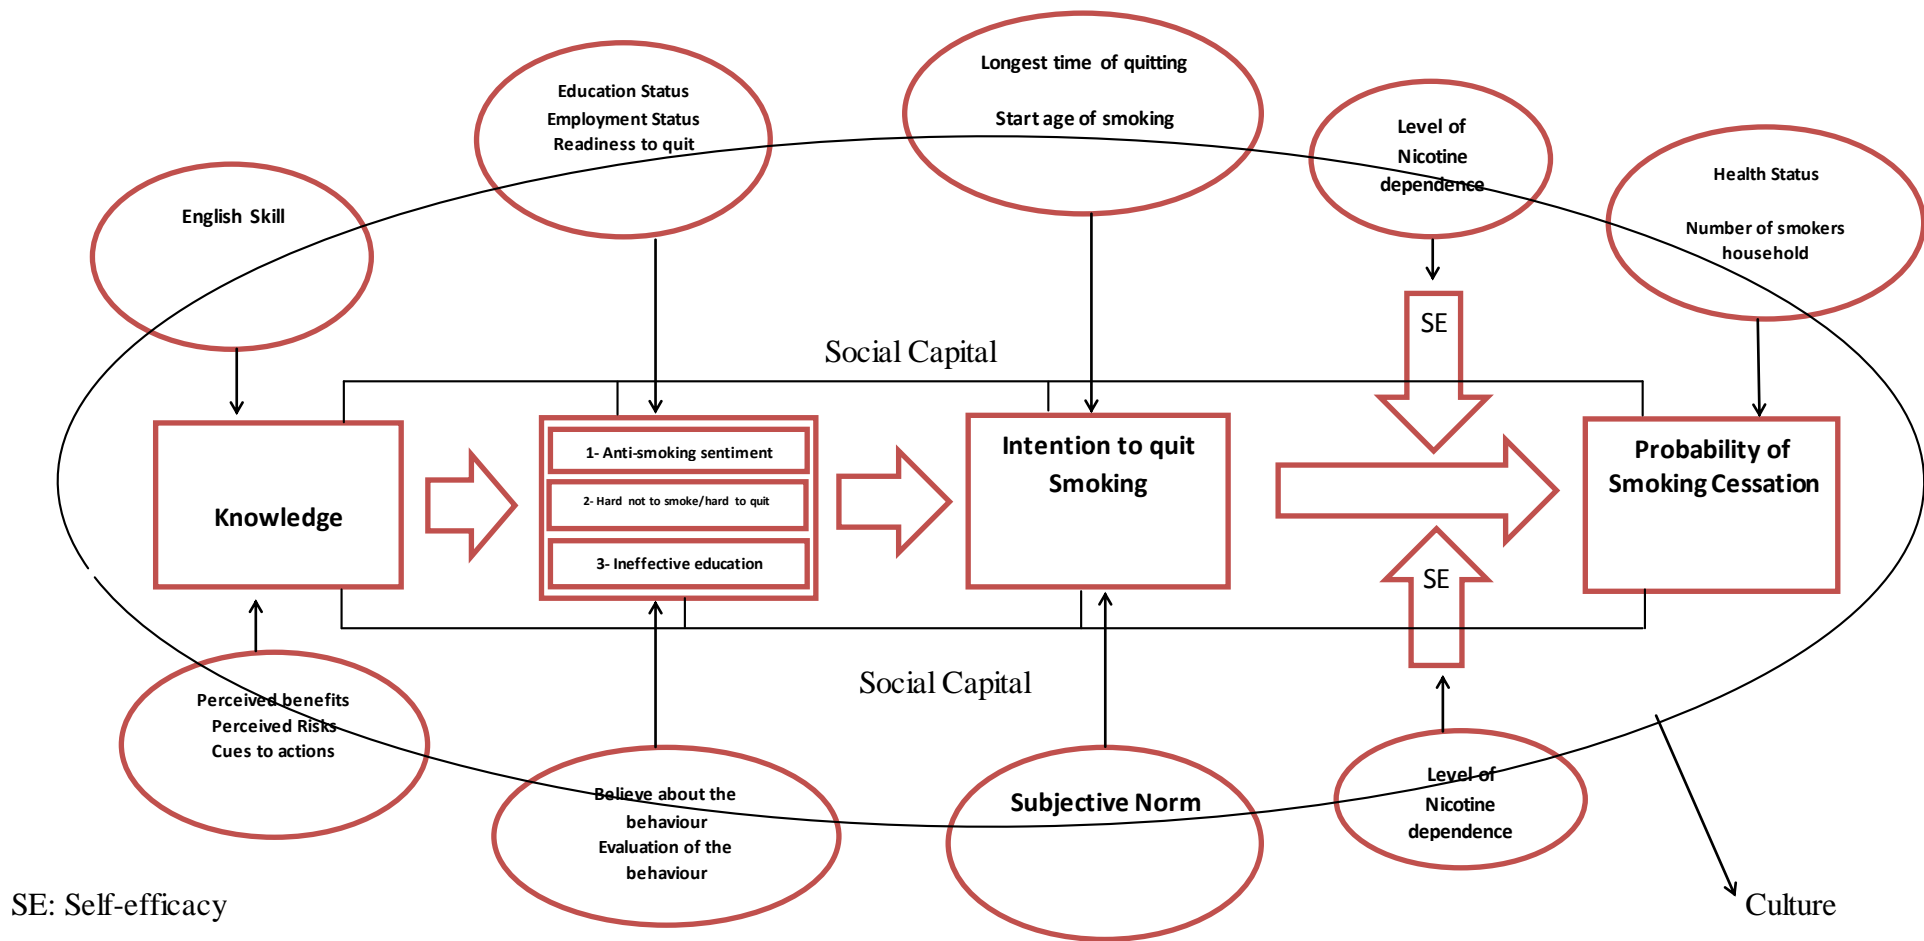 Longest time of quitting
Start age of smoking
Education Status
Employment Status
Readiness to quit
Level of
Nicotine
dependence
Health Status
Number of smokers
household
English Skill
SE
Social Capital
Knowledge
1- Anti-smoking sentiment
2- Hard not to smoke/hard to quit
3- Ineffective education
Intention to quit
Smoking
Probability of
Smoking Cessation
SE
Social Capital
Perceived benefits
Perceived Risks
Cues to actions
Believe about the
behaviour
Evaluation of the
behaviour
Subjective Norm
Level of
Nicotine
dependence
SE: Self-efficacy
Culture